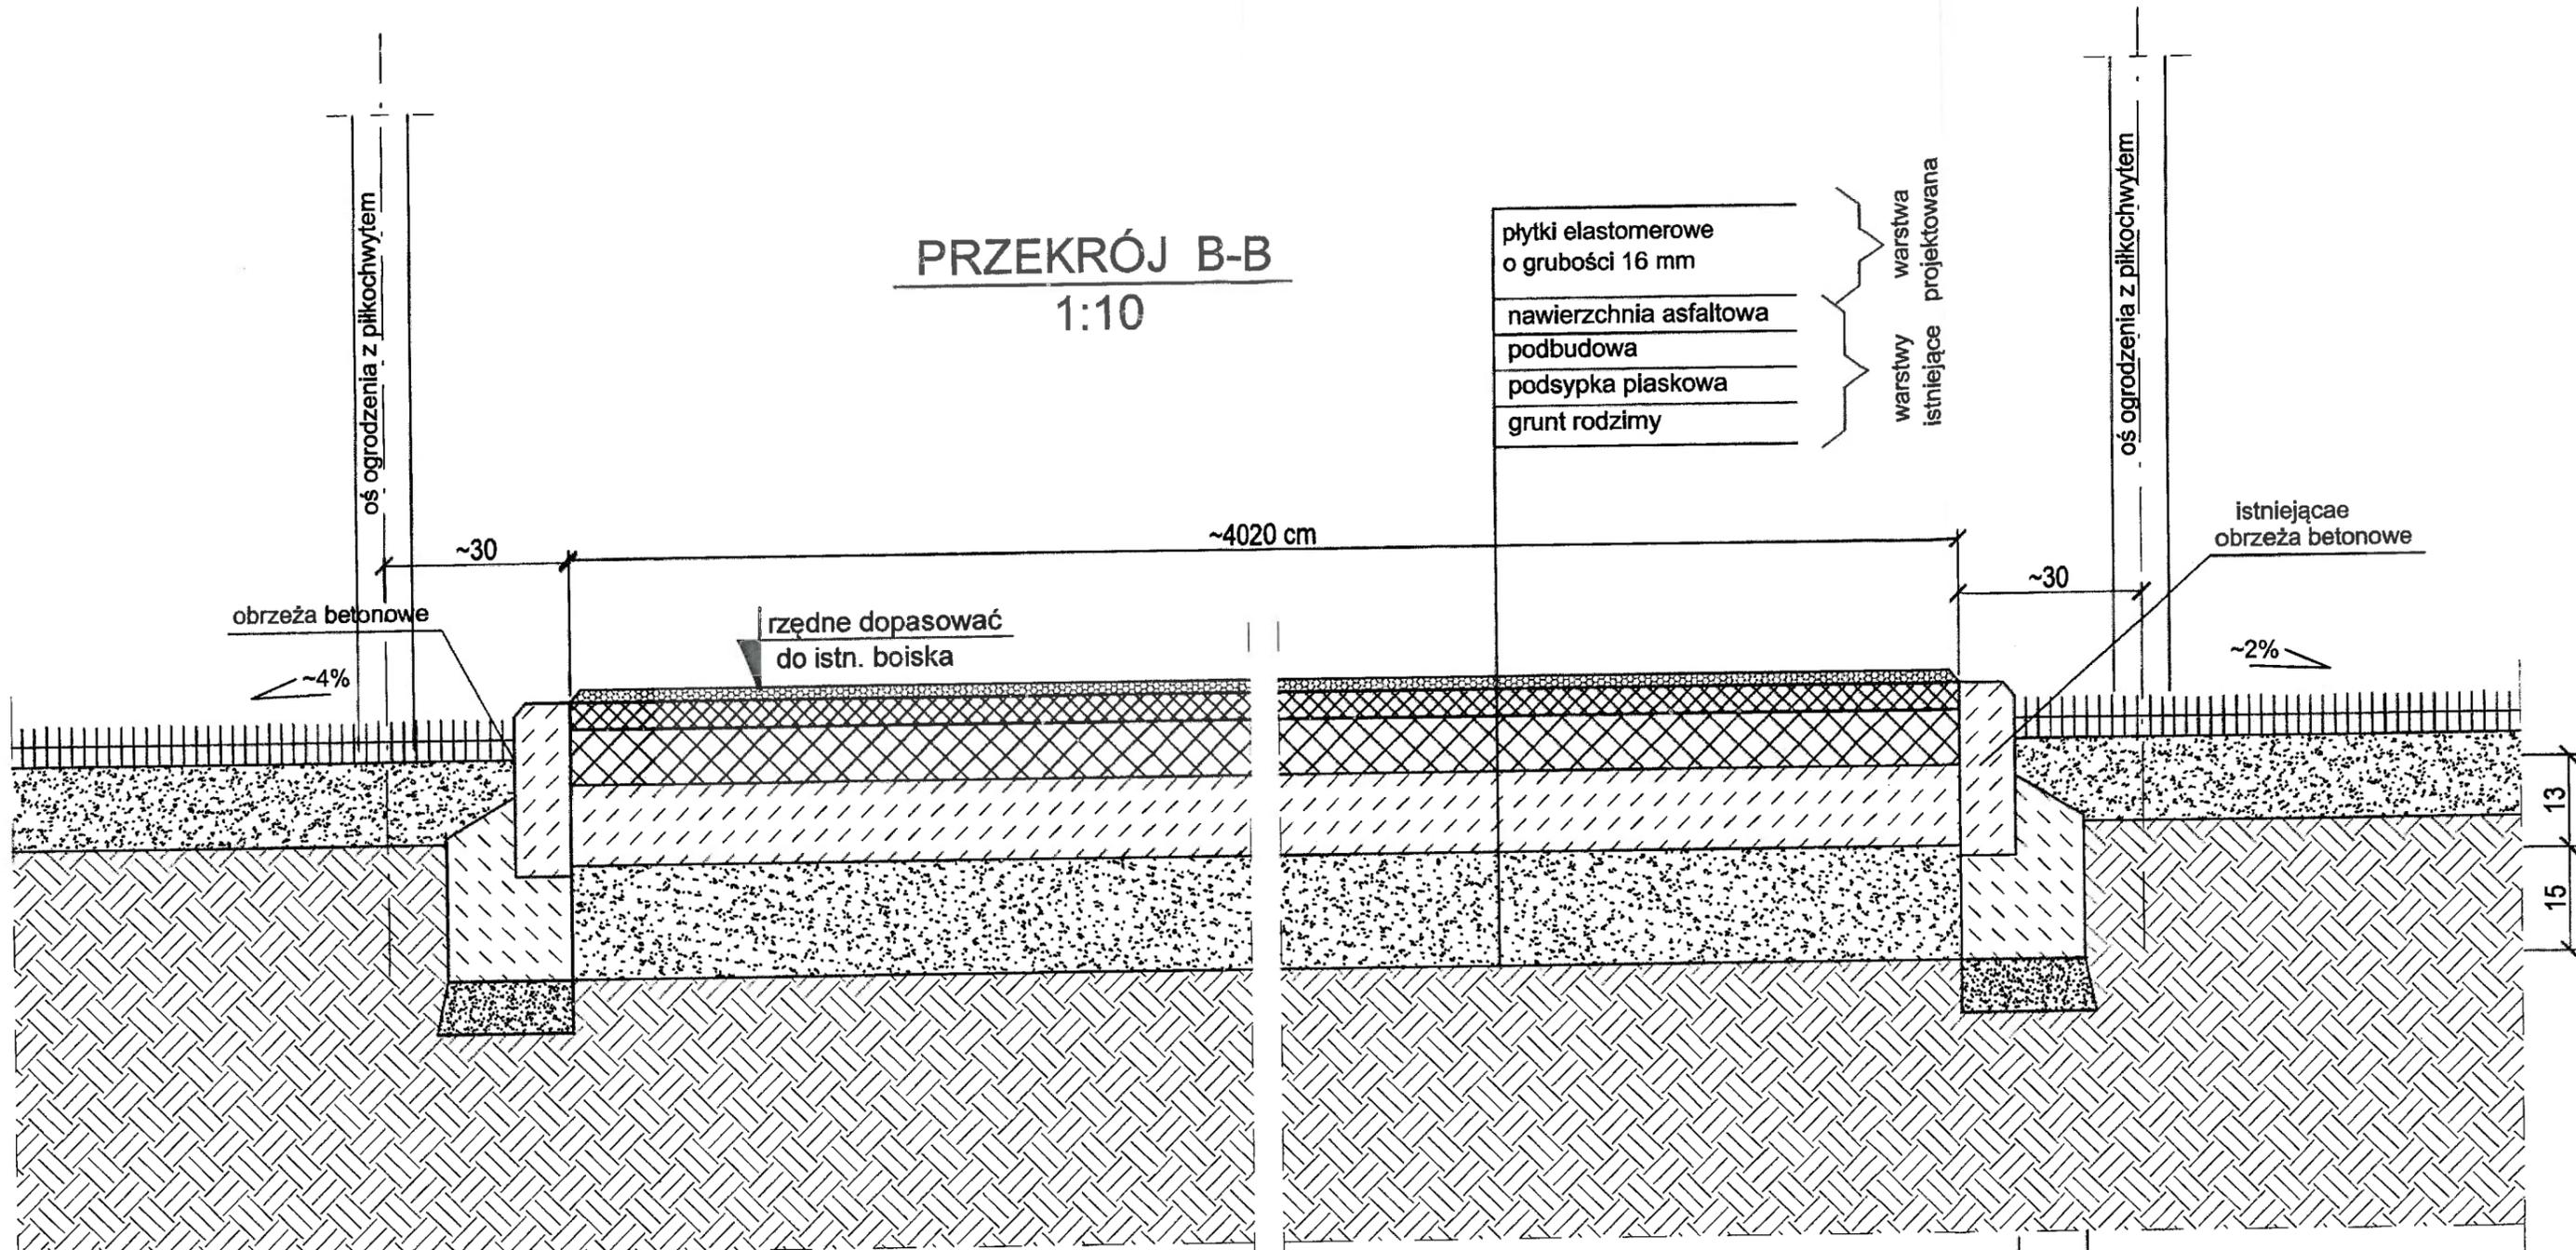 PRZEKRÓJ B-B
1:10
oś ogrodzenia z piłkochwytem
płytki elastomerowe
o grubości 16 mm
nawierzchnia asfaltowa
podbudowa
podsypka piaskowa
grunt rodzimy
warstwa
projektowana
warstwy
istniejące
oś ogrodzenia z piłkochwytem
istniejącae
obrzeża betonowe
~30
~4020 cm
~30
obrzeża betonowe
rzędne dopasować
do istn. boiska
~4%
~2%
13
15